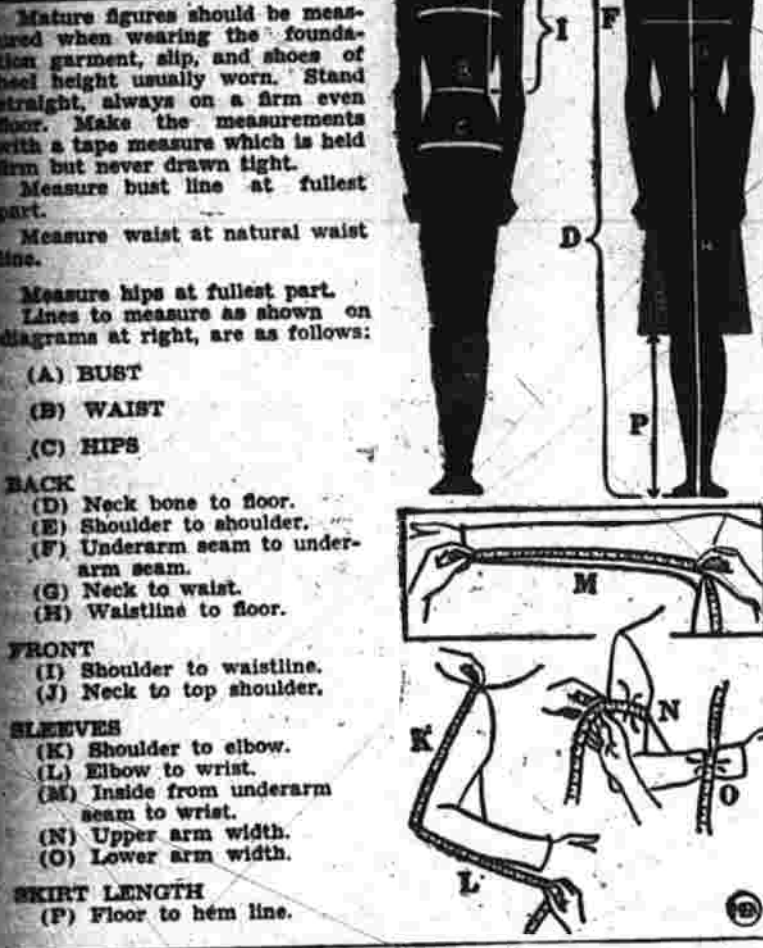 Mature figures should be meas-
ured when wearing the founda-
tion garment, slip, and shoes of
heel height usually worn. Stand
straight, always on a firm even
floor. Make the measurements
with a tape measure which is held
firm but never drawn tight.
Measure bust line at fullest
part.
Measure waist at natural waist
line.
Measure hips at fullest part.
Lines to measure as shown on
diagrams at right, are as follows:
(A) BUST
(B) WAIST
(C) HIPS
BACK
(D) Neck bone to floor.
(E) Shoulder to shoulder.
(F) Underarm seam to under-
arm seam.
(G) Neck to waist.
(H) Waistline to floor.
FRONT
(I) Shoulder to waistline.
(J) Neck to top shoulder.
SLEEVES
(K) Shoulder to elbow.
(L) Elbow to wrist.
(M) Inside from underarm
seam to wrist.
(N) Upper arm width.
(O) Lower arm width.
SKIRT LENGTH
(P) Floor to hem line.
I
F
B
G
C
D
H
P
M
K
N
O
L